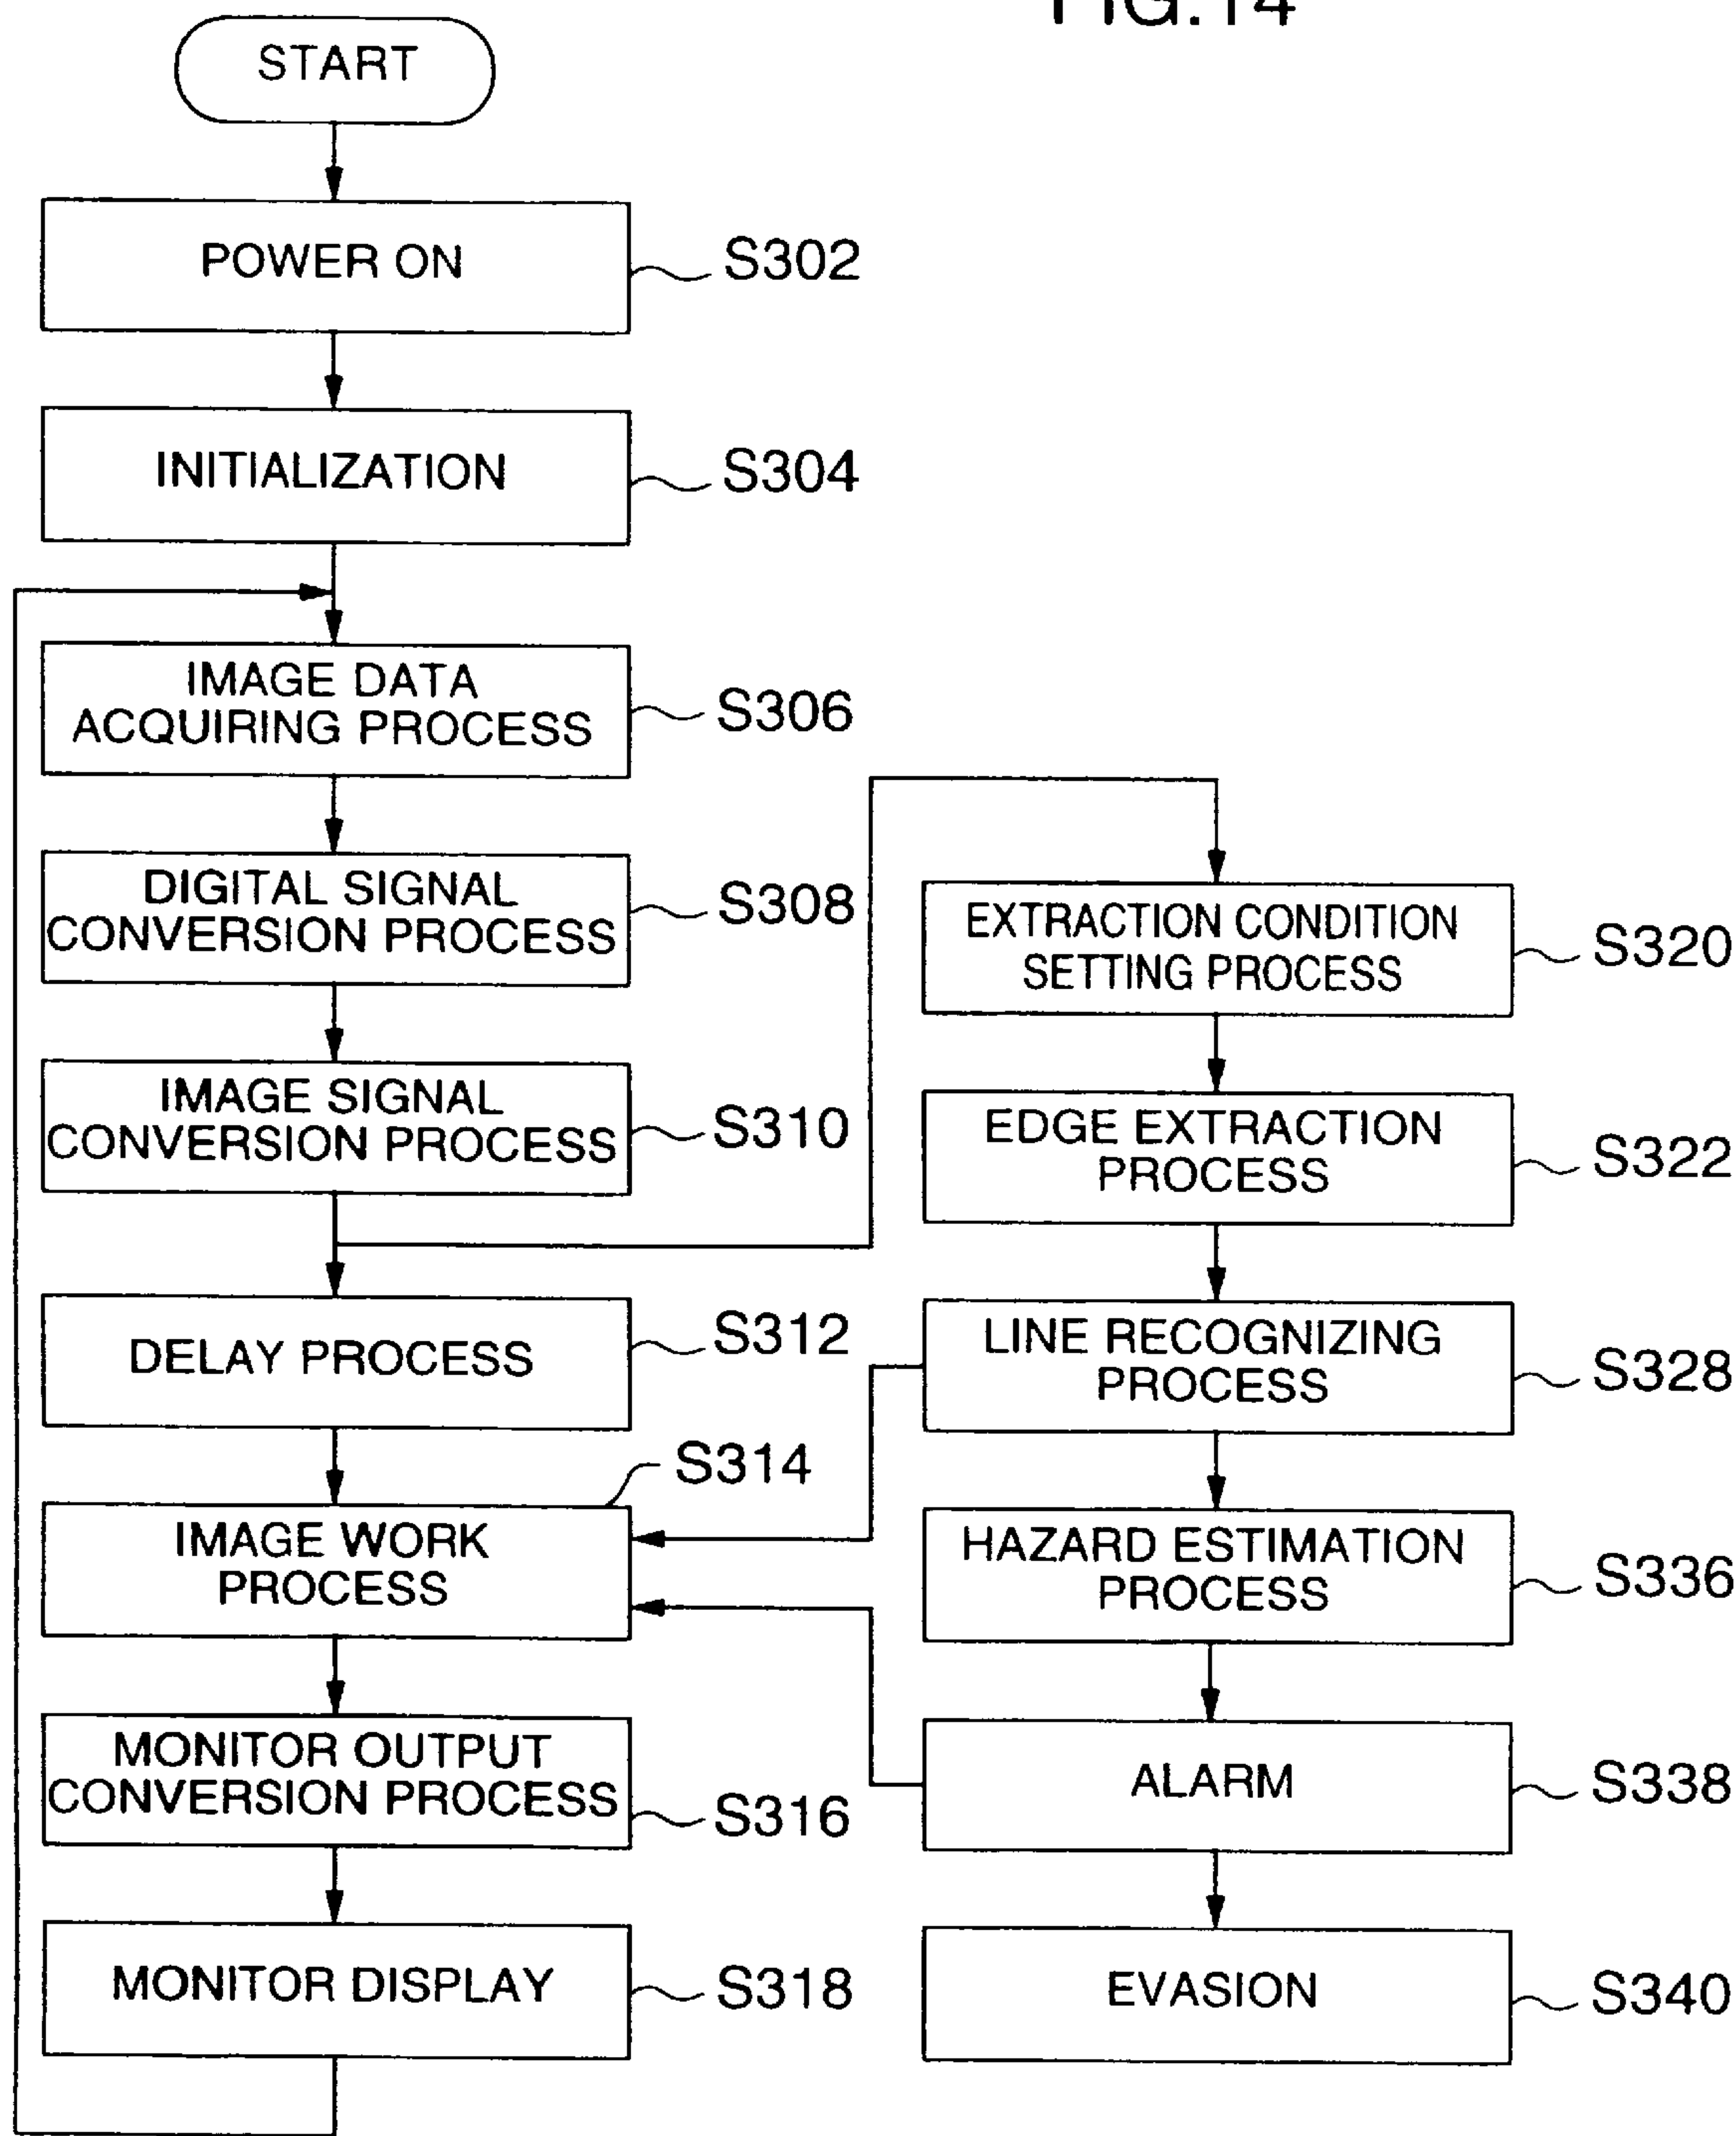 FIG.14
START
POWER ON
S302
INITIALIZATION
S304
IMAGE DATA
ACQUIRING PROCESS
S306
DIGITAL SIGNAL
CONVERSION PROCESS
S308
IMAGE SIGNAL
CONVERSION PROCESS
S310
DELAY PROCESS
S312
S314
IMAGE WORK
PROCESS
MONITOR OUTPUT
CONVERSION PROCESS
S316
MONITOR DISPLAY
S318
EXTRACTION CONDITION
SETTING PROCESS
S320
EDGE EXTRACTION
PROCESS
S322
LINE RECOGNIZING
PROCESS
S328
HAZARD ESTIMATION
PROCESS
S336
ALARM
S338
EVASION
S340